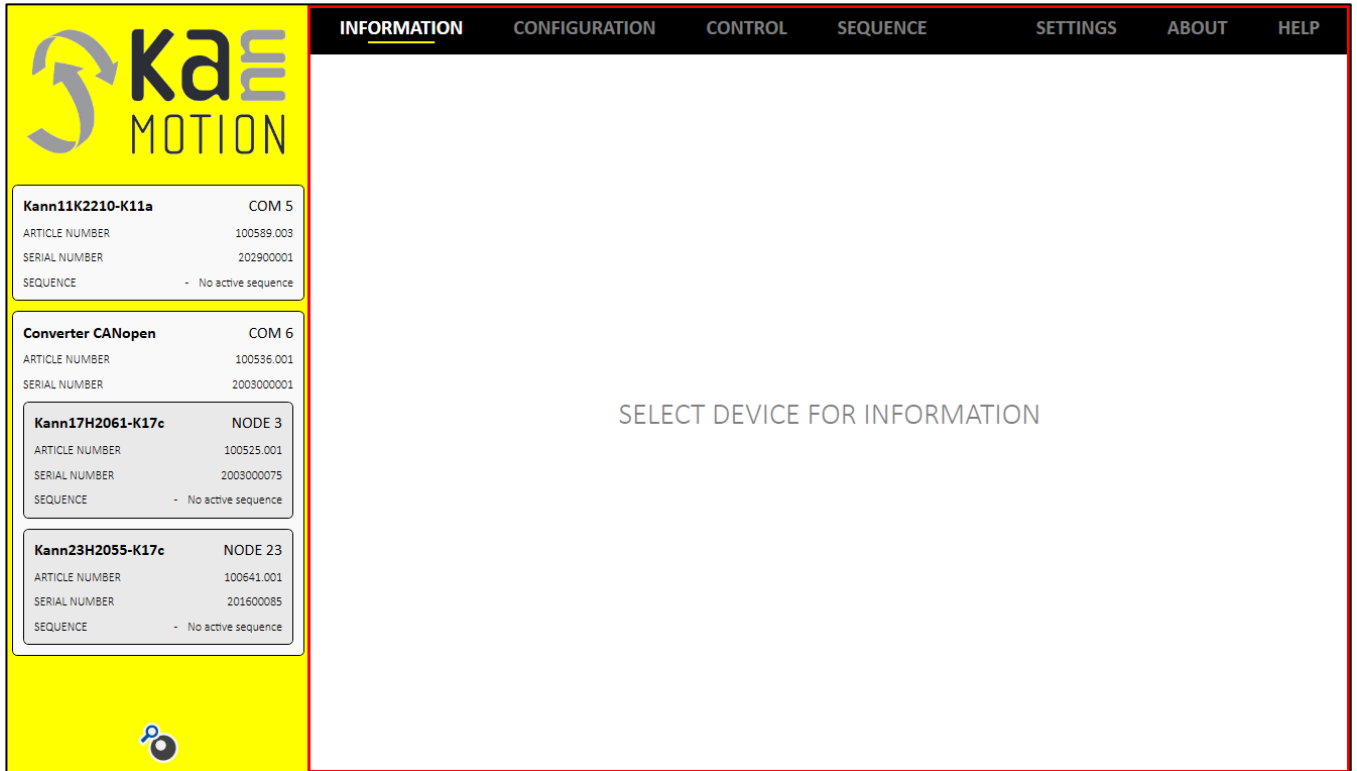 Kann
MOTION
INFORMATION CONFIGURATION CONTROL SEQUENCE SETTINGS ABOUT HELP
Kann11K2210-K11a COM 5
ARTICLE NUMBER 100589.003
SERIAL NUMBER 202900001
SEQUENCE - No active sequence
Converter CANopen COM 6
ARTICLE NUMBER 100536.001
SERIAL NUMBER 2003000001
Kann17H2061-K17c NODE 3
ARTICLE NUMBER 100525.001
SERIAL NUMBER 2003000075
SEQUENCE - No active sequence
Kann23H2055-K17c NODE 23
ARTICLE NUMBER 100641.001
SERIAL NUMBER 201600085
SEQUENCE - No active sequence
SELECT DEVICE FOR INFORMATION